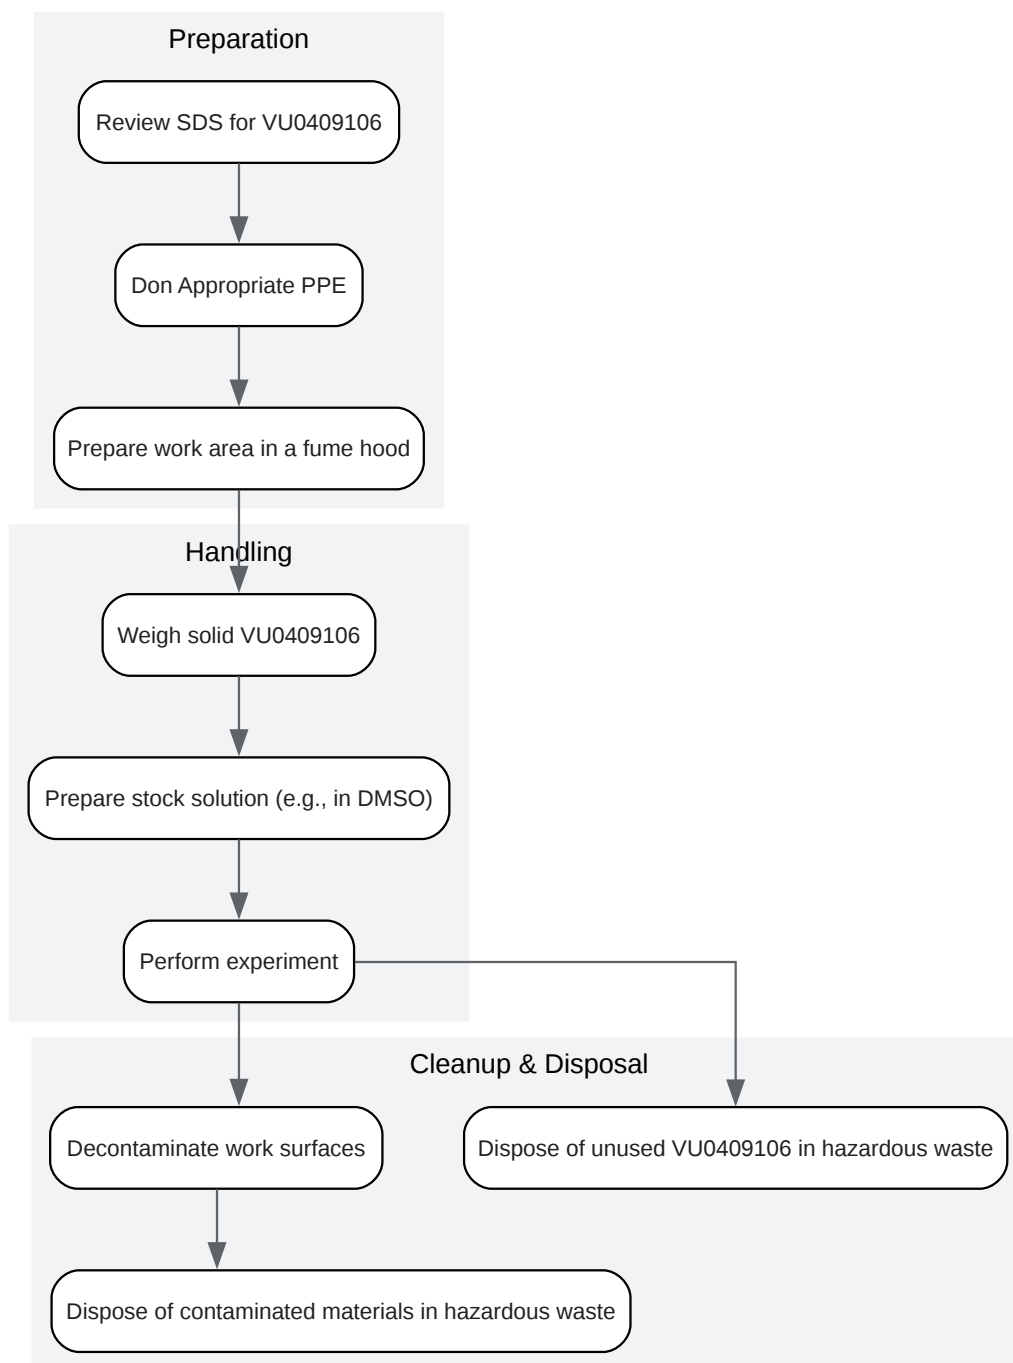 Preparation
Review SDS for VU0409106
Don Appropriate PPE
Prepare work area in a fume hood
Handling
Weigh solid VU0409106
Prepare stock solution (e.g., in DMSO)
Perform experiment
Cleanup & Disposal
Decontaminate work surfaces
Dispose of unused VU0409106 in hazardous waste
Dispose of contaminated materials in hazardous waste